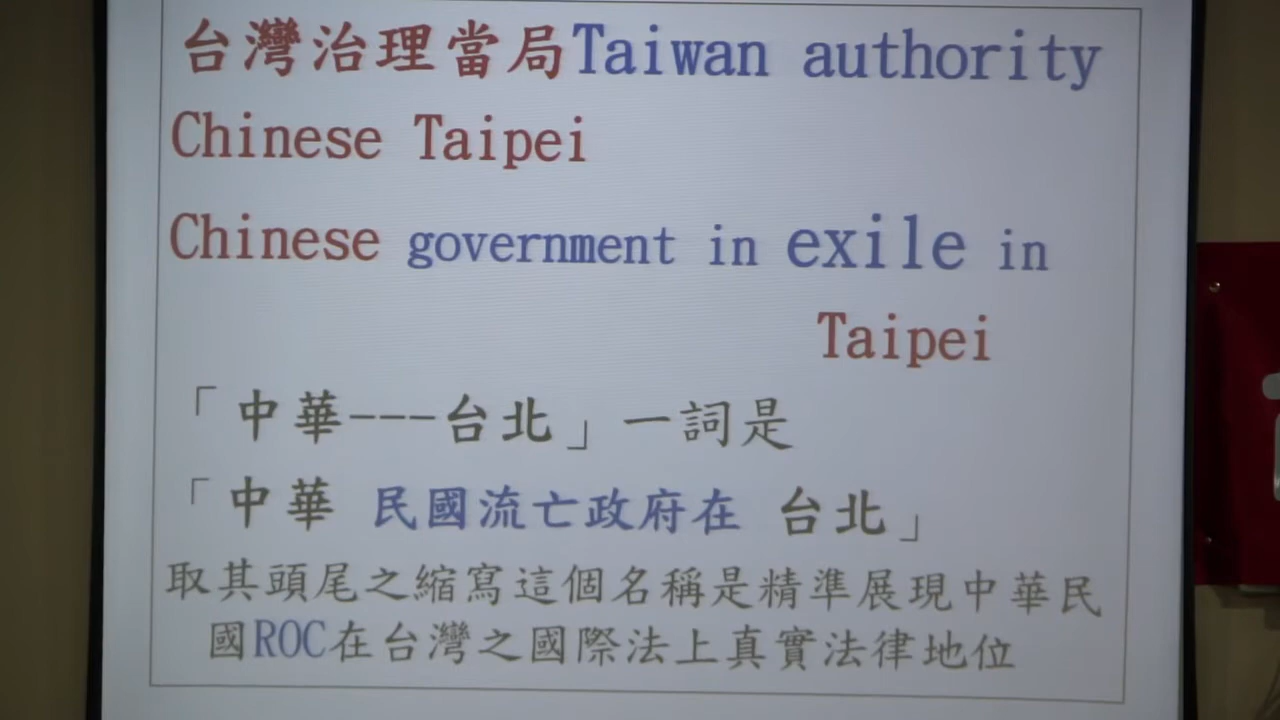 台灣治理當局Taiwan authority
Chinese Taipei
Chinese government in exile in
Taipei
「中華---台北」一詞是
「中華 民國流亡政府在 台北」
取其頭尾之縮寫這個名稱是精準展現中華民
國ROC在台灣之國際法上真實法律地位